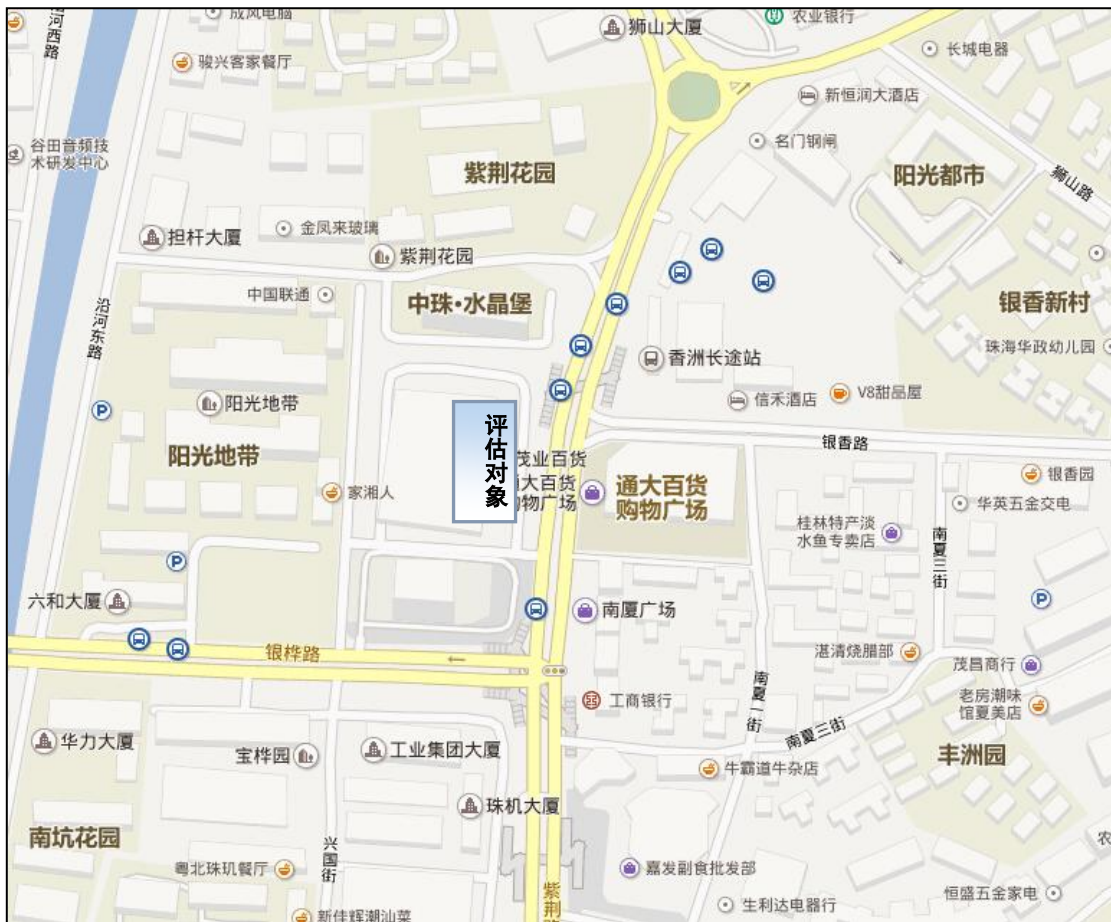 成风电脑
农业银行
河西路
狮山大厦
长城电器
骏兴客家餐厅
新恒润大酒店
谷田音频技
术研发中心
名门钢闸
紫荆花园
阳光都市
狮山路
担杆大厦
金凤来玻璃
紫荆花园
中国联通
中珠·水晶堡
银香新村
沿河东路
珠海华政幼儿园
香洲长途站
信禾酒店
V8甜品屋
阳光地带
银香路
评估对象
茂业百货
阳光地带
银香园
通大百货
购物广场
通大百货
购物广场
家湘人
华英五金交电
桂林特产淡
水鱼专卖店
南夏三街
六和大厦
南厦广场
银桦路
湛清烧腊部
茂昌商行
老房潮味
馆夏美店
工商银行
南夏一街
南夏三街
华力大厦
宝桦园
工业集团大厦
丰洲园
牛霸道牛杂店
珠机大厦
南坑花园
兴国街
粤北珠玑餐厅
嘉发副食批发部
恒盛五金家电
紫荆
生利达电器行
新佳辉潮汕菜